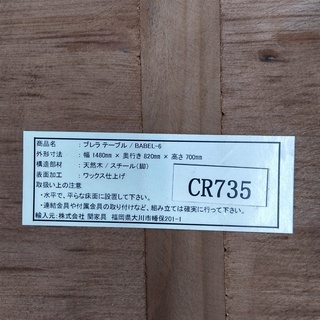 商品名 : ブレラ テーブル / BABEL-6
外形寸法 : 幅 1480mm × 奥行き 820mm × 高さ 700mm
構造部材 : 天然木 / スチール(脚)
表面加工 : ワックス仕上げ
取扱い上の注意
・水平で、平らな床面に設置して下さい。
・連結金具や付属金具の取り付けなど、組み立ては確実に行って下さい。
輸入元: 株式会社 関家具 福岡県大川市幡保201-1
CR735